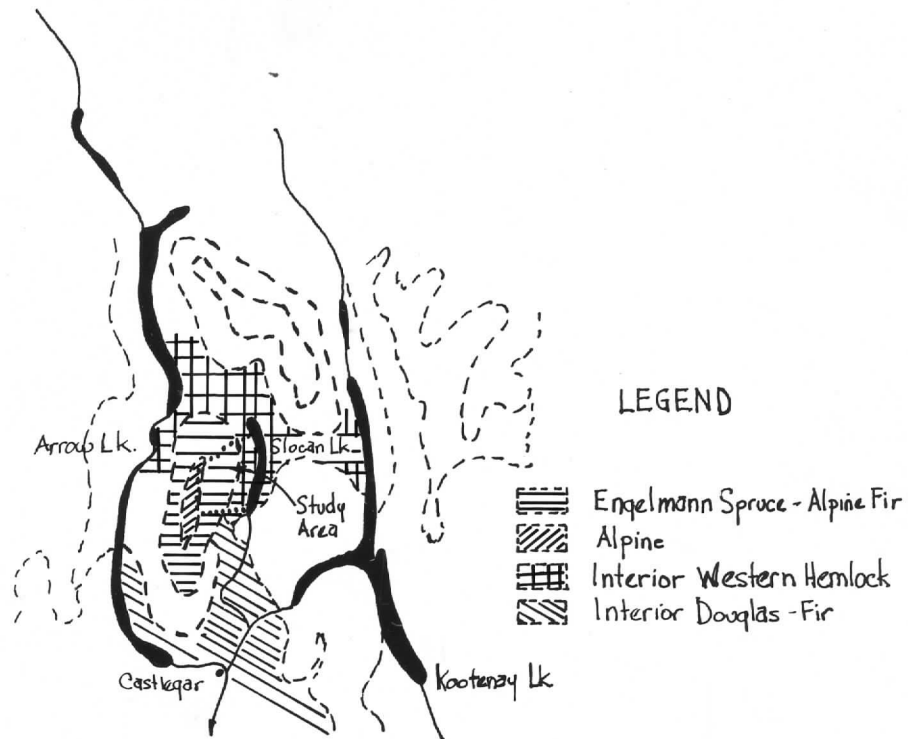 LEGEND
Arrow Lk.
Slocan Lk.
Study
Area
Engelmann Spruce - Alpine Fir
Alpine
Interior Western Hemlock
Interior Douglas - Fir
Castlegar
Kootenay Lk.